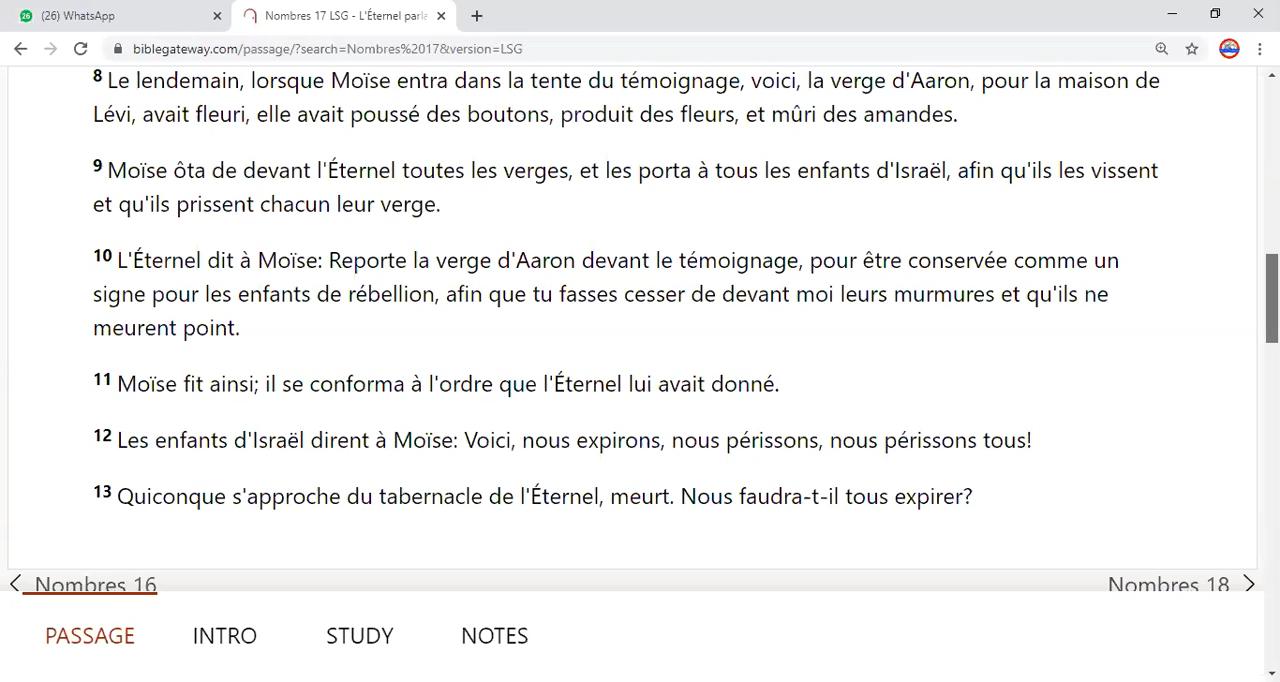 26 (26) WhatsApp
Nombres 17 LSG - L'Éternel parla
biblegateway.com/passage/?search=Nombres%2017&version=LSG
8 Le lendemain, lorsque Moïse entra dans la tente du témoignage, voici, la verge d'Aaron, pour la maison de
Lévi, avait fleuri, elle avait poussé des boutons, produit des fleurs, et mûri des amandes.
9 Moïse ôta de devant l'Éternel toutes les verges, et les porta à tous les enfants d'Israël, afin qu'ils les vissent
et qu'ils prissent chacun leur verge.
10 L'Éternel dit à Moïse: Reporte la verge d'Aaron devant le témoignage, pour être conservée comme un
signe pour les enfants de rébellion, afin que tu fasses cesser de devant moi leurs murmures et qu'ils ne
meurent point.
11 Moïse fit ainsi; il se conforma à l'ordre que l'Éternel lui avait donné.
12 Les enfants d'Israël dirent à Moïse: Voici, nous expirons, nous périssons, nous périssons tous!
13 Quiconque s'approche du tabernacle de l'Éternel, meurt. Nous faudra-t-il tous expirer?
Nombres 16 Nombres 18
PASSAGE INTRO STUDY NOTES